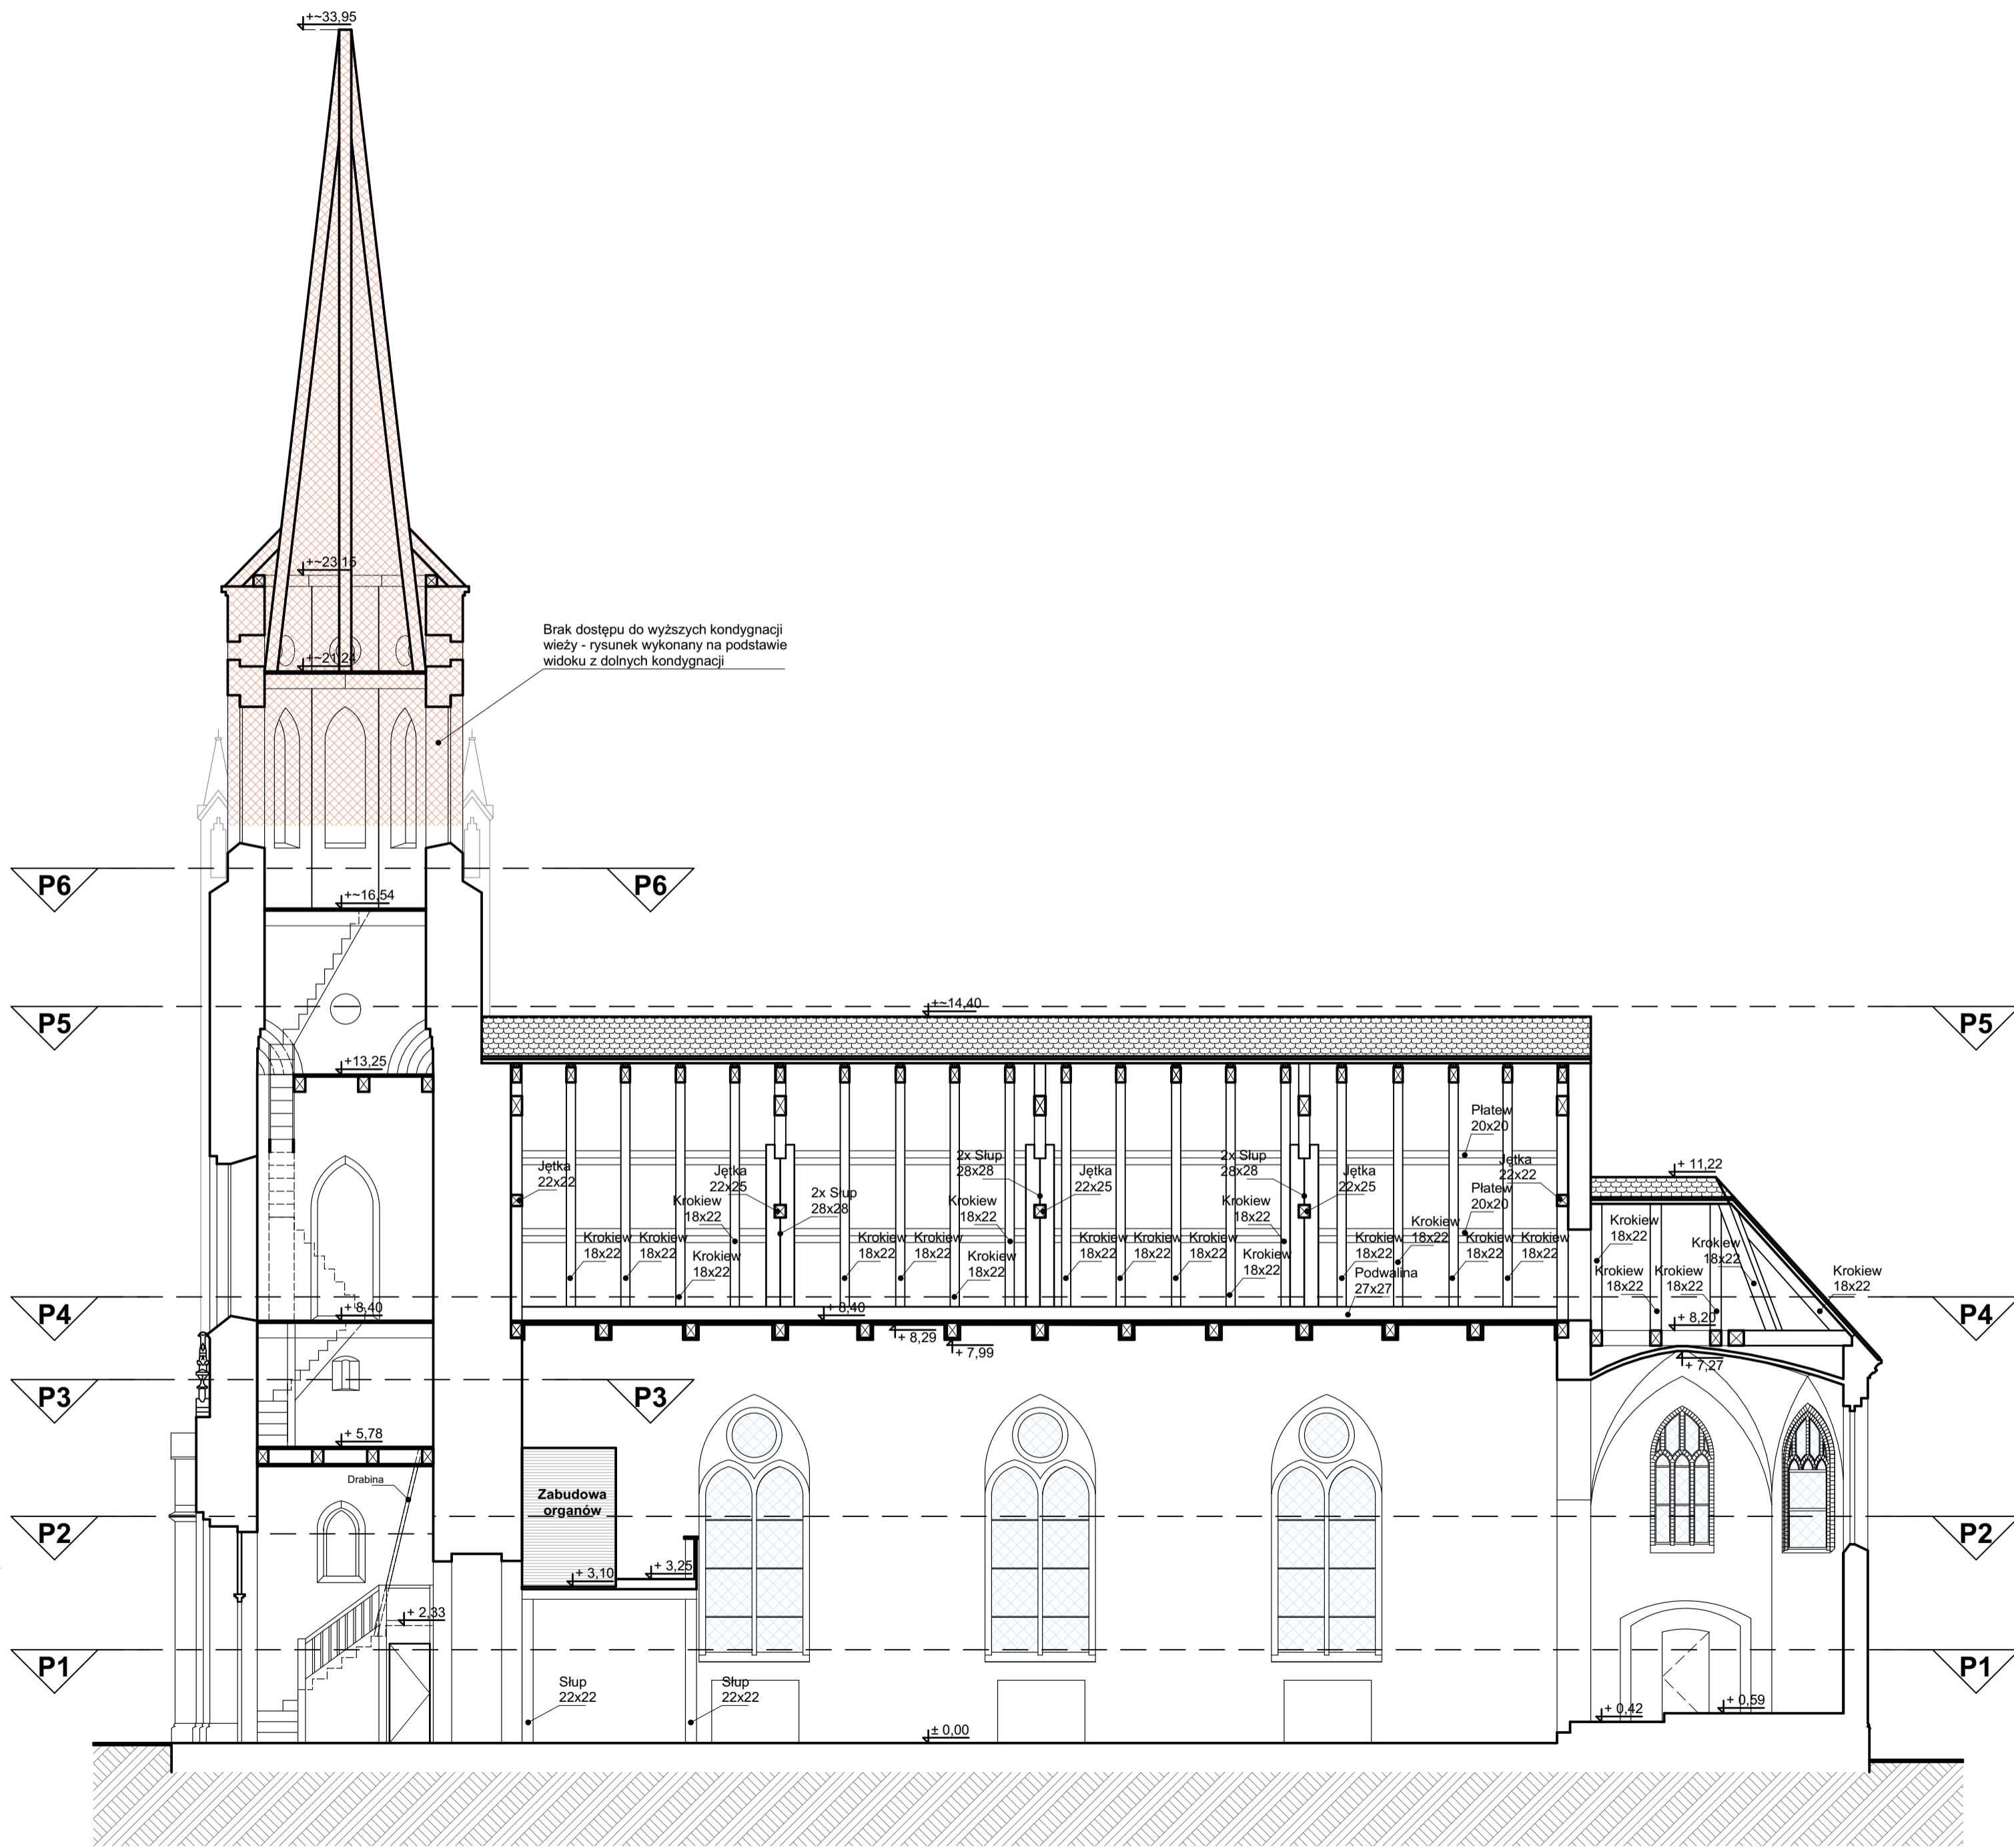 +~33,95
+~23,15
Brak dostępu do wyższych kondygnacji
wieży - rysunek wykonany na podstawie
widoku z dolnych kondygnacji
+~21,24
P6
P6
+~16,54
P5
+~14,40
P5
+13,25
Płatew
20x20
Jętka
22x22
Jętka
22x25
2x Słup
28x28
2x Słup
28x28
Jętka
22x25
2x Słup
28x28
Jętka
22x25
Jętka
22x22
+ 11,22
Płatew
20x20
Krokiew
18x22
Krokiew
18x22
Krokiew
18x22
Krokiew
18x22
Krokiew
18x22
Krokiew
18x22
Krokiew
18x22
Krokiew
18x22
Krokiew
18x22
Krokiew
18x22
Krokiew
18x22
Krokiew
18x22
Krokiew
18x22
Krokiew
18x22
Krokiew
18x22
Krokiew
18x22
Krokiew
18x22
Krokiew
18x22
Podwalina
27x27
Krokiew
18x22
Krokiew
18x22
Krokiew
18x22
Krokiew
18x22
Krokiew
18x22
P4
+ 8,40
+ 8,40
+ 8,29
+ 7,99
+ 8,20
+ 7,27
P4
P3
P3
P3
+ 5,78
Drabina
Zabudowa
organów
P2
P2
+ 3,10
+ 3,25
+ 2,33
P1
P1
Słup
22x22
Słup
22x22
± 0,00
+ 0,42
+ 0,59